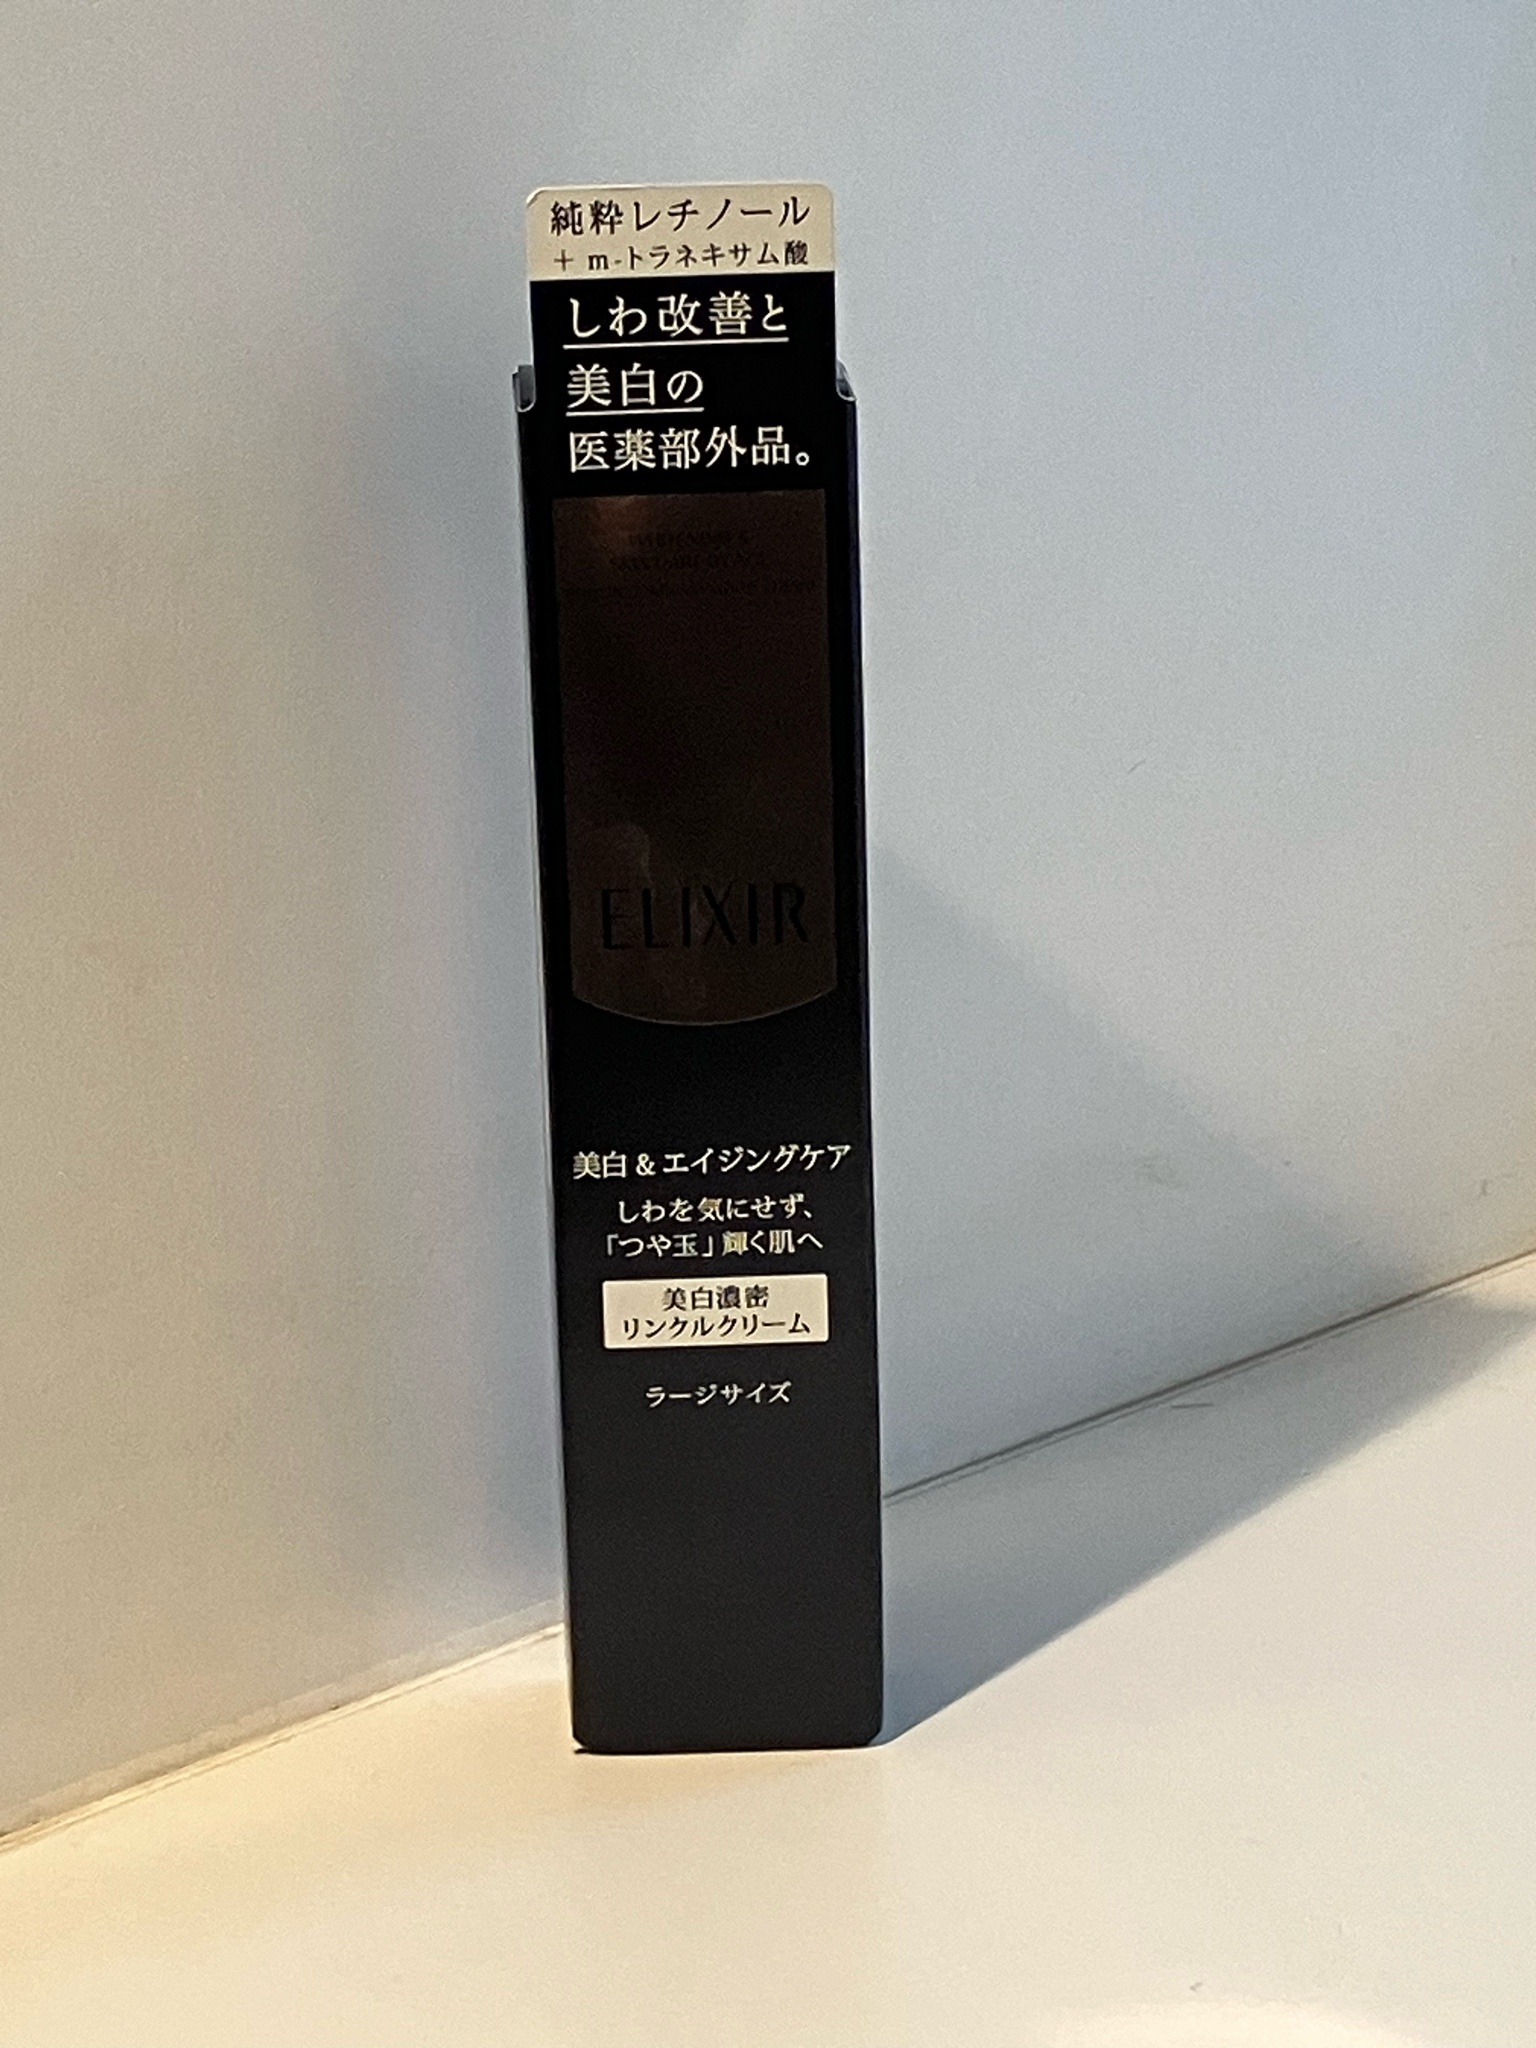 純粋レチノール
+ m-トラネキサム酸
しわ改善と
美白の
医薬部外品。
ELIXIR
美白&エイジングケア
しわを気にせず、
「つや玉」輝く肌へ
美白濃密
リンクルクリーム
ラージサイズ